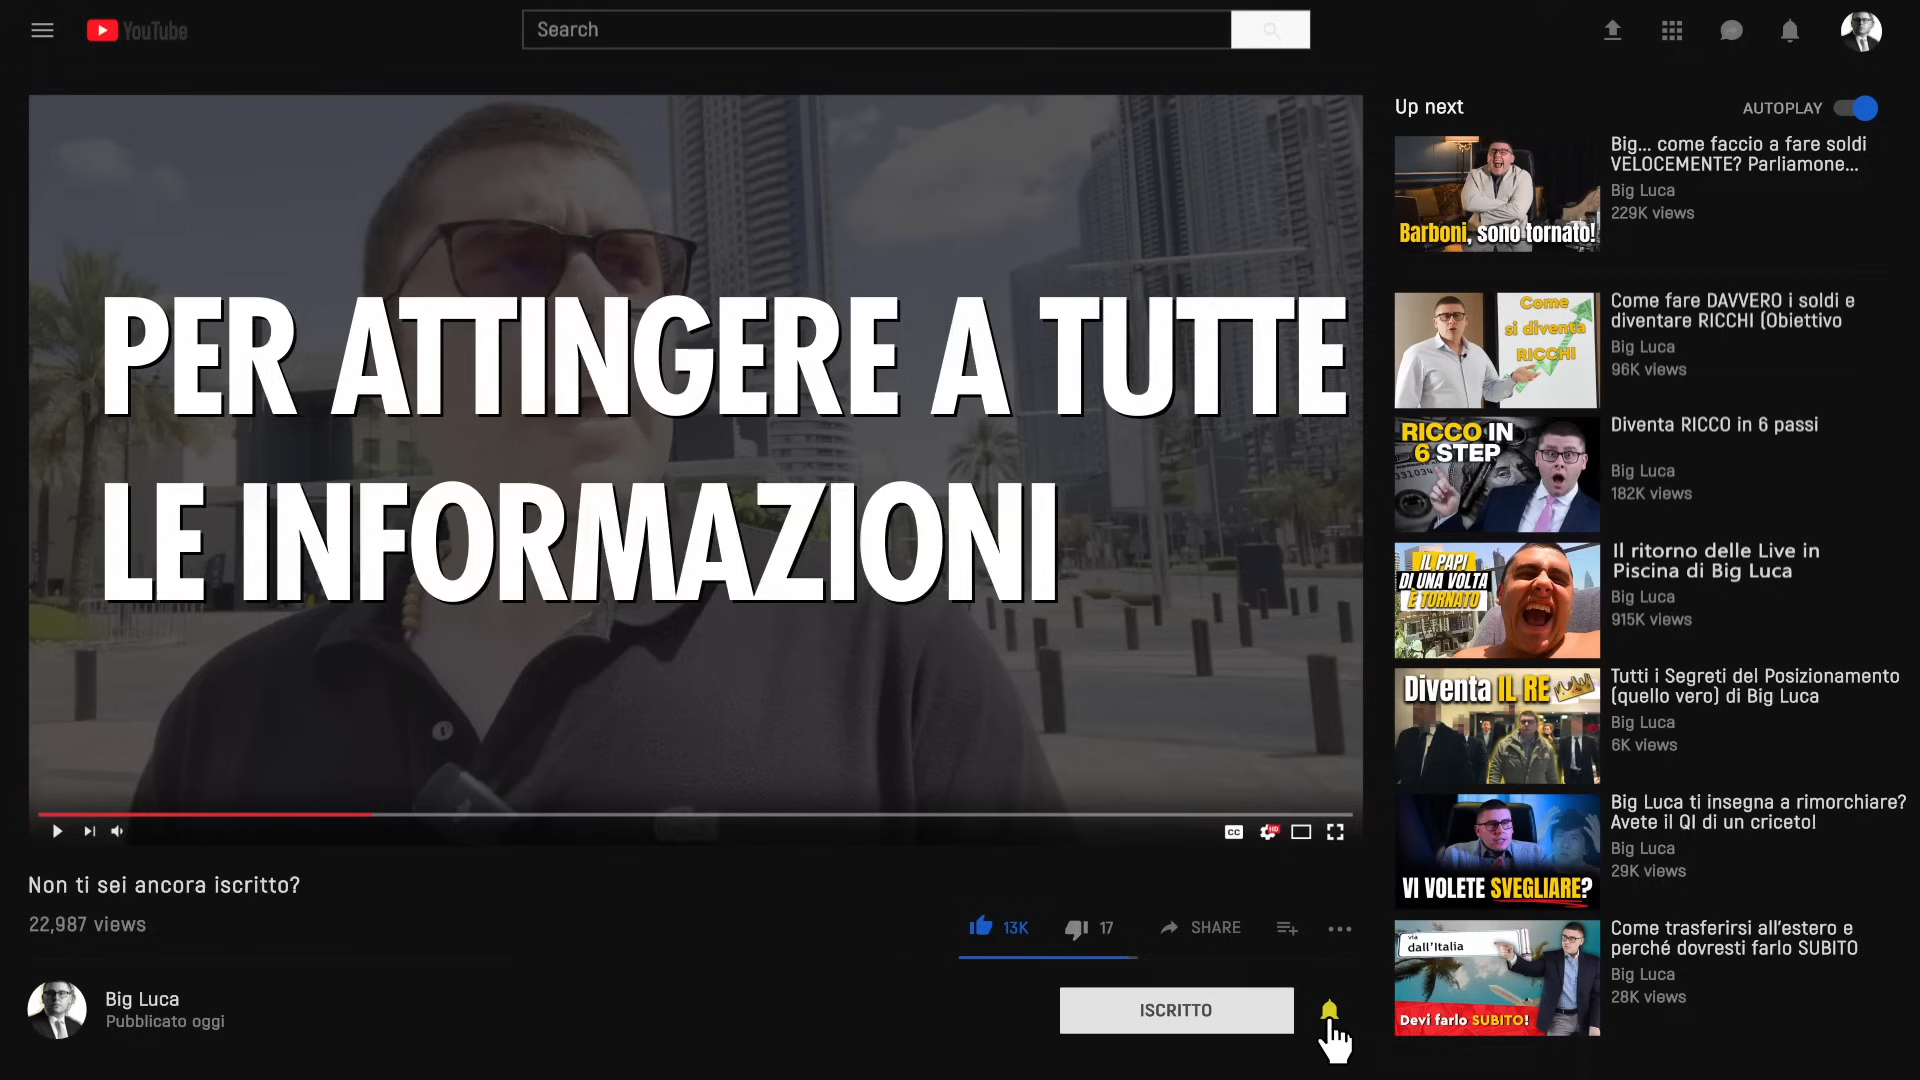 YouTube
Search
PER ATTINGERE A TUTTE
LE INFORMAZIONI
CC
HD
Non ti sei ancora iscritto?
22,987 views
13K
17
SHARE
Big Luca
Pubblicato oggi
ISCRITTO
Up next
AUTOPLAY
Barboni, sono tornato!
Big... come faccio a fare soldi
VELOCEMENTE? Parliamone...
Big Luca
229K views
Come
si diventa
RICCHI
Come fare DAVVERO i soldi e
diventare RICCHI (Obiettivo
Big Luca
96K views
RICCO IN
6 STEP
Diventa RICCO in 6 passi
Big Luca
182K views
IL PAPI
DI UNA VOLTA
È TORNATO
Il ritorno delle Live in
Piscina di Big Luca
Big Luca
915K views
Diventa IL RE
Tutti i Segreti del Posizionamento
(quello vero) di Big Luca
Big Luca
6K views
VI VOLETE SVEGLIARE?
Big Luca ti insegna a rimorchiare?
Avete il QI di un criceto!
Big Luca
29K views
via
dall'Italia
Devi farlo SUBITO!
Come trasferirsi all'estero e
perché dovresti farlo SUBITO
Big Luca
28K views